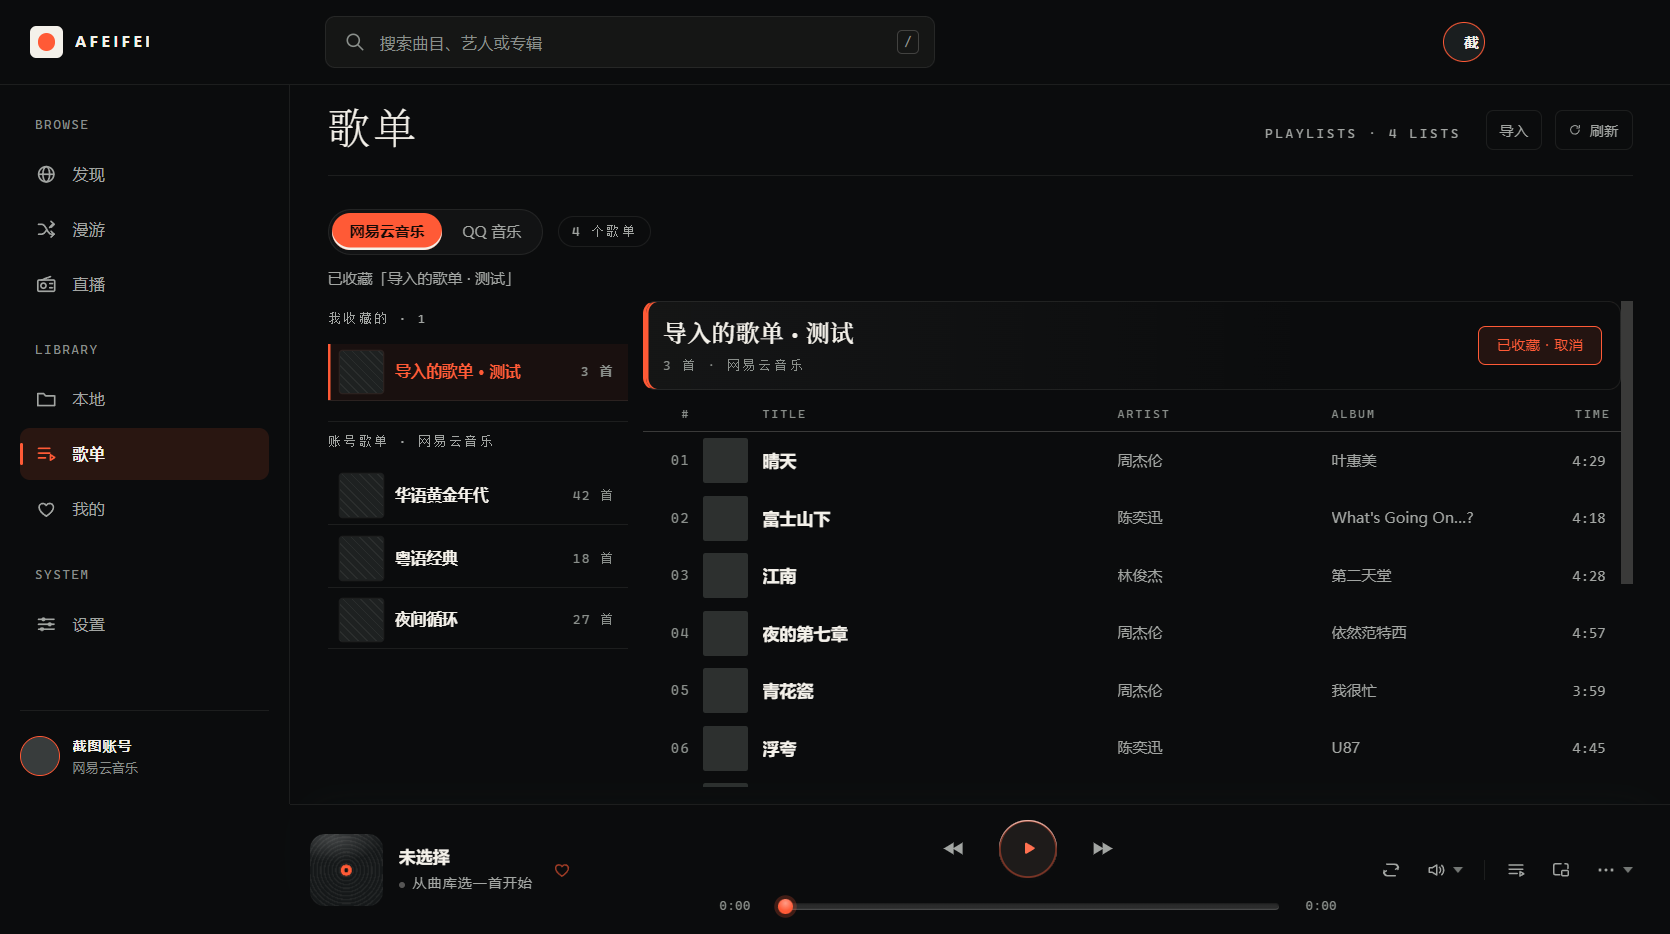 AFEIFEI
搜索曲目、艺人或专辑
/
截
BROWSE
发现
漫游
直播
LIBRARY
本地
歌单
我的
SYSTEM
设置
截图账号
网易云音乐
歌单
PLAYLISTS · 4 LISTS
导入
刷新
网易云音乐
QQ 音乐
4 个歌单
已收藏「导入的歌单 · 测试」
我收藏的 · 1
导入的歌单 • 测试
3 首
账号歌单 · 网易云音乐
华语黄金年代
42 首
粤语经典
18 首
夜间循环
27 首
导入的歌单 • 测试
3 首 · 网易云音乐
已收藏 · 取消
# TITLE ARTIST ALBUM TIME
01 晴天 周杰伦 叶惠美 4:29
02 富士山下 陈奕迅 What's Going On...? 4:18
03 江南 林俊杰 第二天堂 4:28
04 夜的第七章 周杰伦 依然范特西 4:57
05 青花瓷 周杰伦 我很忙 3:59
06 浮夸 陈奕迅 U87 4:45
未选择
从曲库选一首开始
0:00
0:00